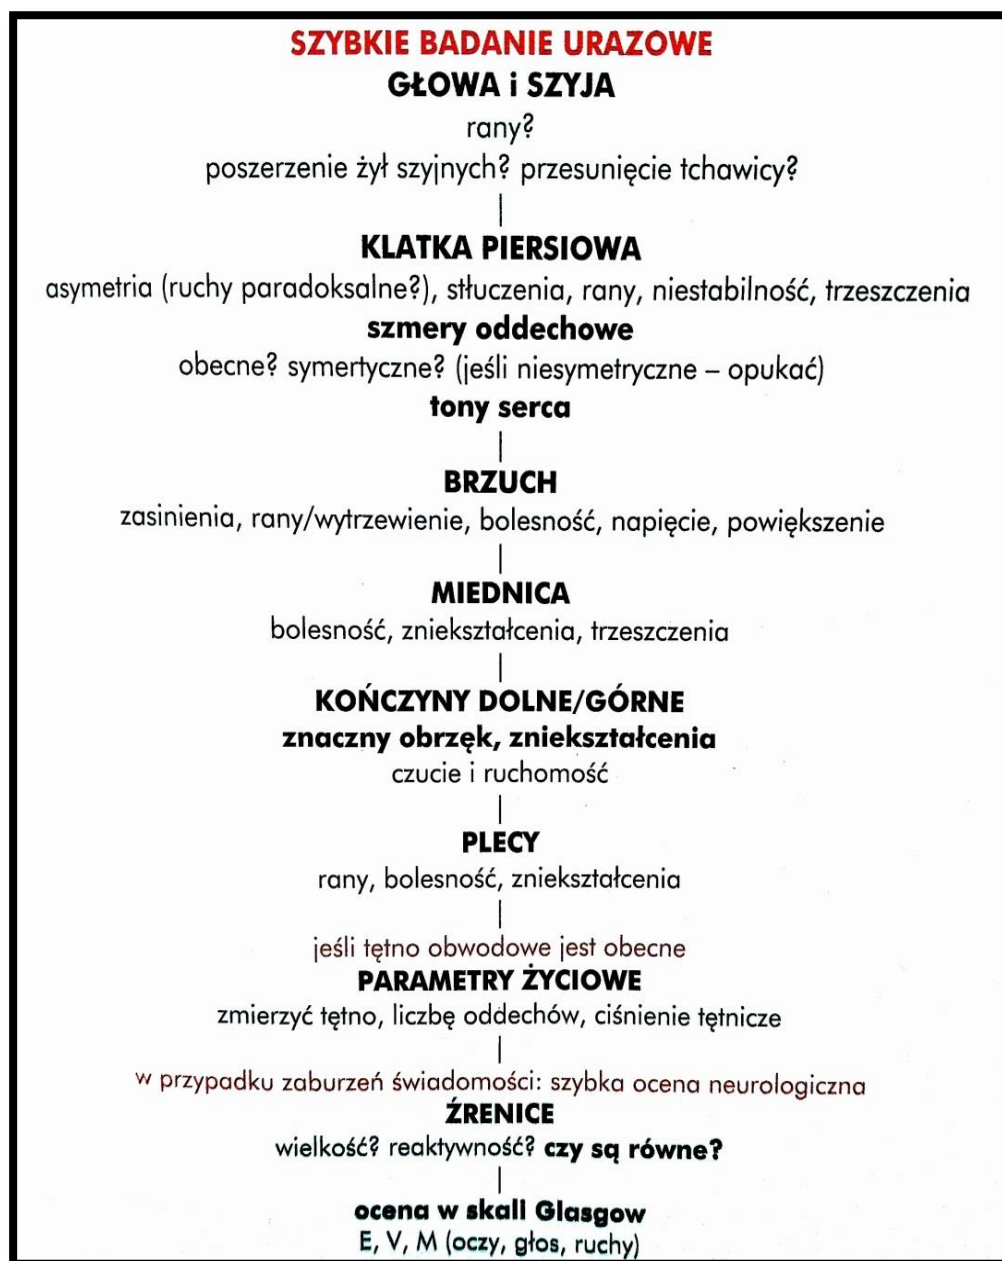 SZYBKIE BADANIE URAZOWE
GŁOWA i SZYJA
rany?
poszerzenie żył szyjnych? przesunięcie tchawicy?
KLATKA PIERSIOWA
asymetria (ruchy paradoksalne?), stłuczenia, rany, niestabilność, trzeszczenia
szmery oddechowe
obecne? symertyczne? (jeśli niesymetryczne – opukać)
tony serca
BRZUCH
zasinienia, rany/wytrzewienie, bolesność, napięcie, powiększenie
MIEDNICA
bolesność, zniekształcenia, trzeszczenia
KOŃCZYNY DOLNE/GÓRNE
znaczny obrzęk, zniekształcenia
czucie i ruchomość
PLECY
rany, bolesność, zniekształcenia
jeśli tętno obwodowe jest obecne
PARAMETRY ŻYCIOWE
zmierzyć tętno, liczbę oddechów, ciśnienie tętnicze
w przypadku zaburzeń świadomości: szybka ocena neurologiczna
ŹRENICE
wielkość? reaktywność? czy są równe?
ocena w skali Glasgow
E, V, M (oczy, głos, ruchy)